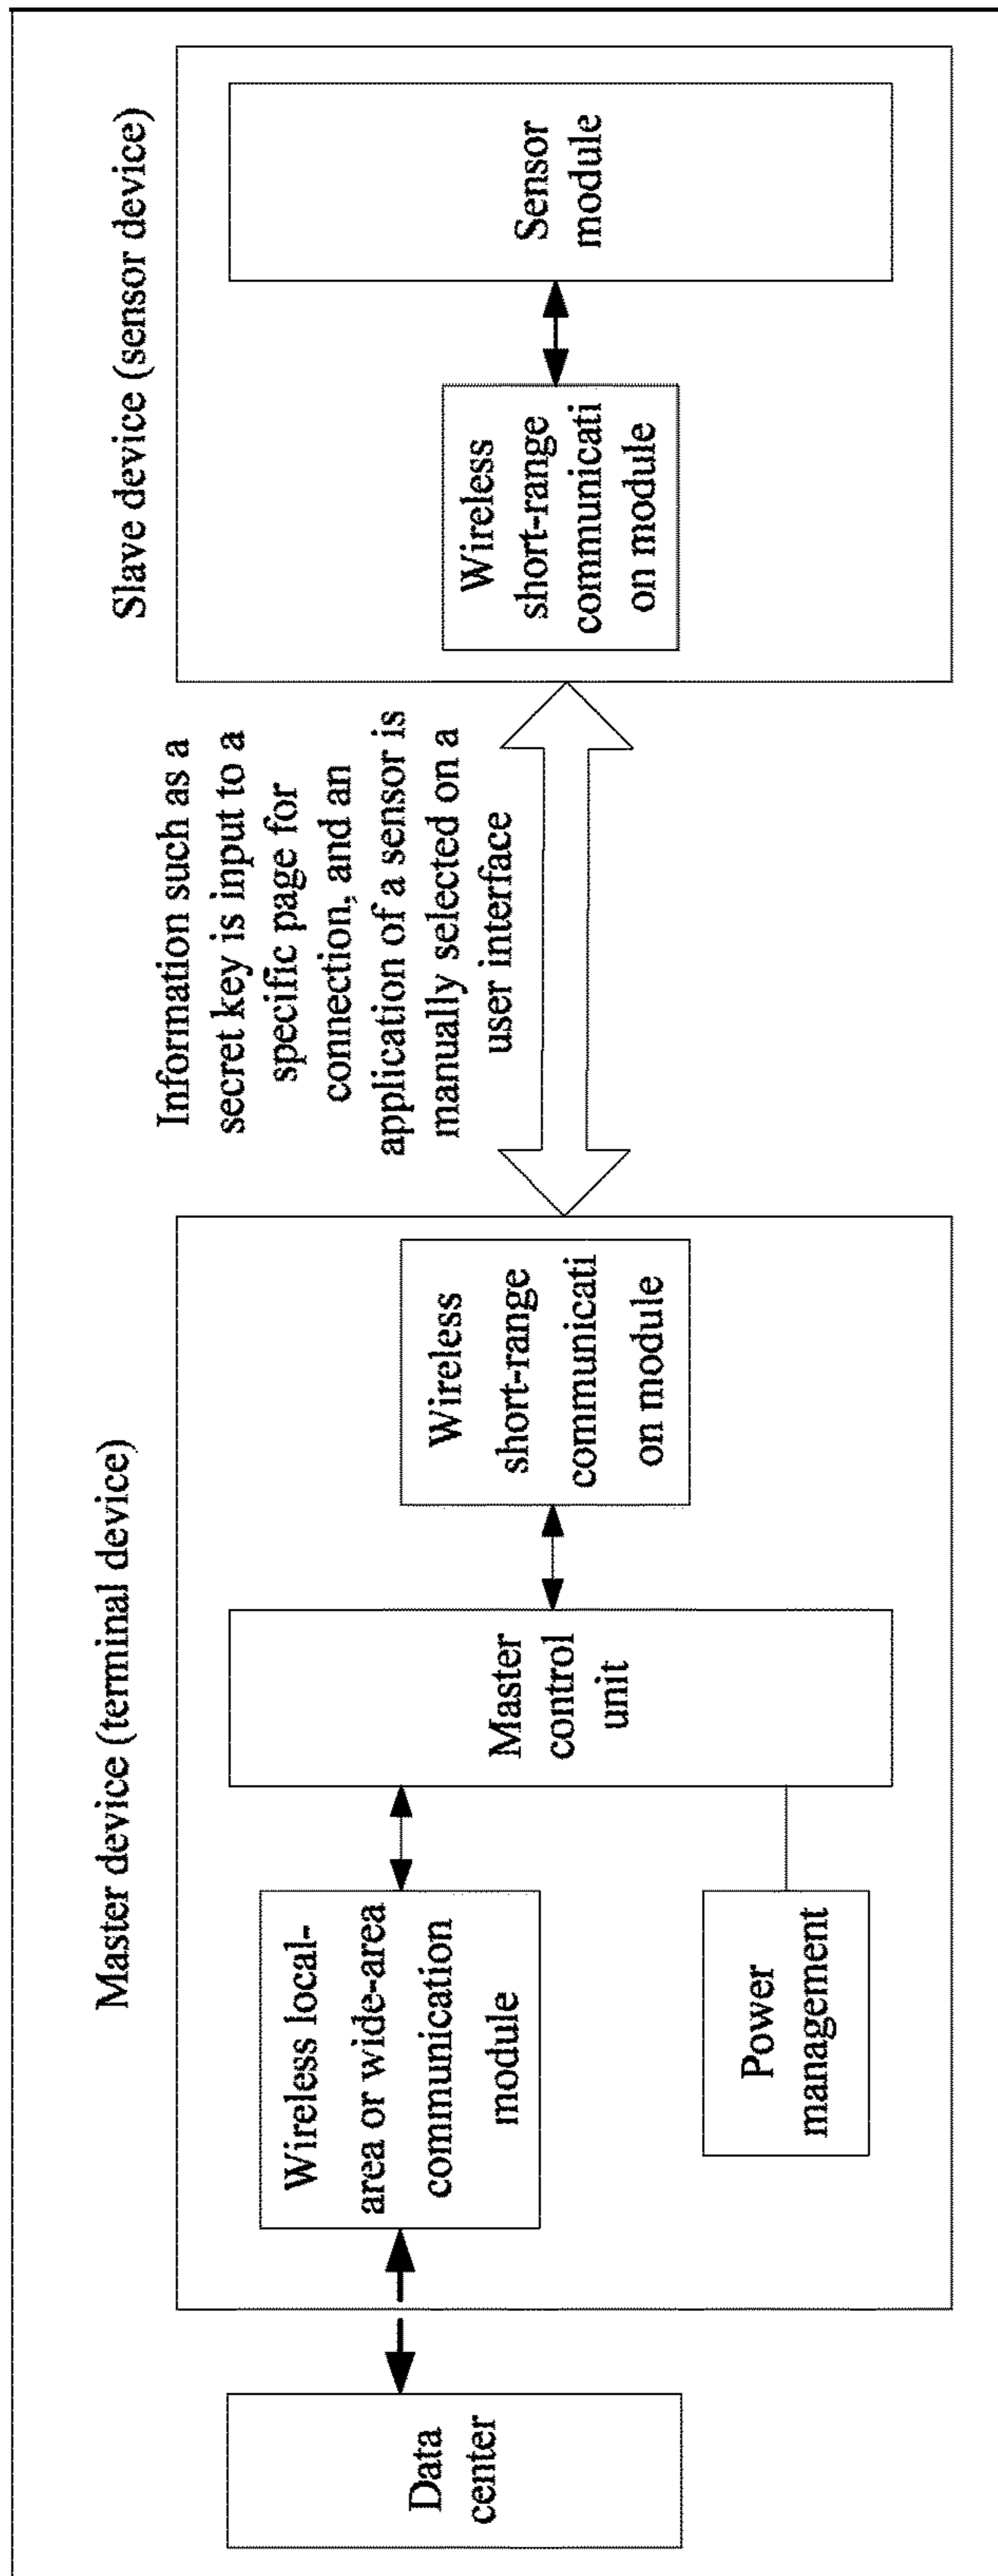 Master device (terminal device)
Slave device (sensor device)
Data
center
Wireless local-
area or wide-area
communication
module
Power
management
Master
control
unit
Wireless
short-range
communicati
on module
Information such as a
secret key is input to a
specific page for
connection, and an
application of a sensor is
manually selected on a
user interface
Wireless
short-range
communicati
on module
Sensor
module